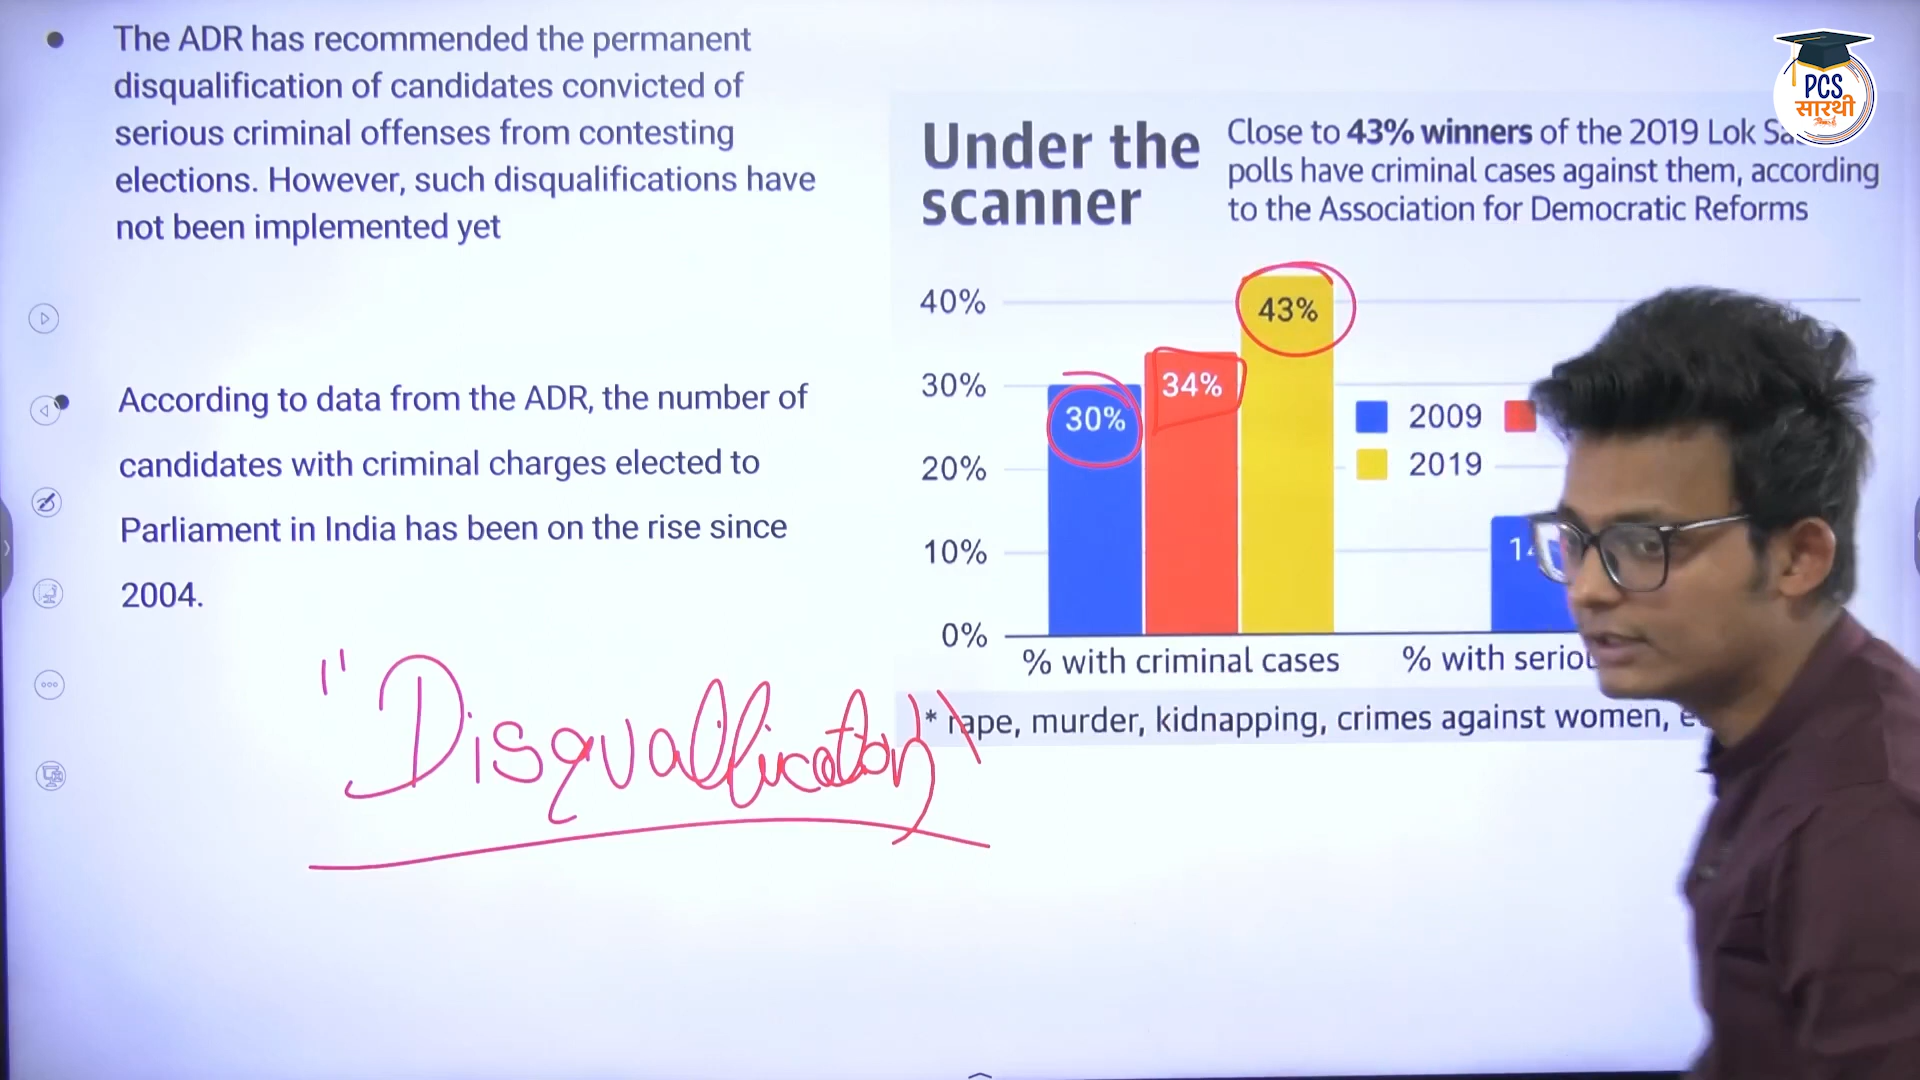 The ADR has recommended the permanent
disqualification of candidates convicted of
serious criminal offenses from contesting
elections. However, such disqualifications have
not been implemented yet
According to data from the ADR, the number of
candidates with criminal charges elected to
Parliament in India has been on the rise since
2004.
"Disqualification"
PCS
सारथी
Under the
scanner
Close to 43% winners of the 2019 Lok
polls have criminal cases against them, according
to the Association for Democratic Reforms
40%
30%
20%
10%
0%
30%
34%
43%
2009
2019
% with criminal cases
% with
* rape, murder, kidnapping, crimes against women,